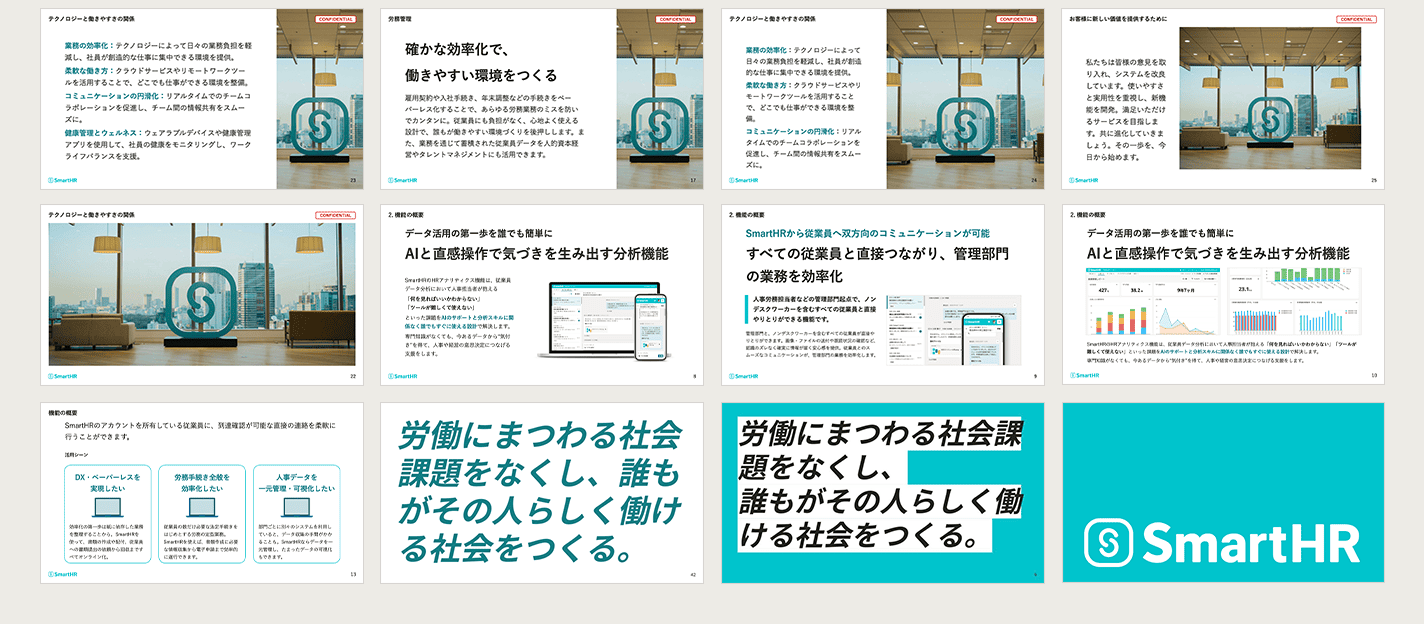 テクノロジーと働きやすさの関係
CONFIDENTIAL
業務の効率化：テクノロジーによって日々の業務負担を軽
減し、社員が創造的な仕事に集中できる環境を提供。
柔軟な働き方：クラウドサービスやリモートワークツー
ルを活用することで、どこでも仕事ができる環境を整備。
コミュニケーションの円滑化：リアルタイムでのチームコ
ラボレーションを促進し、チーム間の情報共有をスムー
ズに。
健康管理とウェルネス：ウェアラブルデバイスや健康管理
アプリを使用して、社員の健康をモニタリングし、ワーク
ライフバランスを支援。
SmartHR
23
労務管理
CONFIDENTIAL
確かな効率化で、
働きやすい環境をつくる
雇用契約や入社手続き、年末調整などの手続きをペー
パーレス化することで、あらゆる労務業務のミスを防い
でカンタンに。従業員にも負担がなく、心地よく使える
設計で、誰もが働きやすい環境づくりを後押しします。ま
た、業務を通じて蓄積された従業員データを人的資本経
営やタレントマネジメントにも活用できます。
SmartHR
17
テクノロジーと働きやすさの関係
CONFIDENTIAL
業務の効率化：テクノロジーによって
日々の業務負担を軽減し、社員が創造
的な仕事に集中できる環境を提供。
柔軟な働き方：クラウドサービスやリ
モートワークツールを活用すること
で、どこでも仕事ができる環境を整
備。
コミュニケーションの円滑化：リアル
タイムでのチームコラボレーションを
促進し、チーム間の情報共有をスムー
ズに。
SmartHR
24
お客様に新しい価値を提供するために
CONFIDENTIAL
私たちは皆様の意見を取
り入れ、システムを改良
しています。使いやすさ
と実用性を重視し、新機
能を開発。満足いただけ
るサービスを目指しま
す。共に進化していきま
しょう。その一歩を、今
日から始めます。
SmartHR
25
テクノロジーと働きやすさの関係
CONFIDENTIAL
SmartHR
22
2. 機能の概要
データ活用の第一歩を誰でも簡単に
AIと直感操作で気づきを生み出す分析機能
SmartHRのHRアナリティクス機能は、従業員
データ分析において人事担当者が抱える
「何を見ればいいかわからない」
「ツールが難しくて使えない」
といった課題をAIのサポートと分析スキルに関
係なく誰でもすぐに使える設計で解決します。
専門知識がなくても、今あるデータから“気付
き”を得て、人事や経営の意思決定につなげる
支援をします。
SmartHR
2. 機能の概要
SmartHRから従業員へ双方向のコミュニケーションが可能
すべての従業員と直接つながり、管理部門
の業務を効率化
人事労務担当者などの管理部門起点で、ノン
デスクワーカーを含むすべての従業員と直接
やりとりができる機能です。
管理部門と、ノンデスクワーカーを含むすべての従業員が直接や
りとりができます。画像・ファイルの送付や既読状況の確認など、
組織のズレなく確実に情報が届く安心感を提供。従業員とのス
ムーズなコミュニケーションが、管理部門の業務を効率化します。
SmartHR
9
2. 機能の概要
データ活用の第一歩を誰でも簡単に
AIと直感操作で気づきを生み出す分析機能
SmartHRのHRアナリティクス機能は、従業員データ分析において人事担当者が抱える「何を見ればいいかわからない」「ツールが
難しくて使えない」といった課題をAIのサポートと分析スキルに関係なく誰でもすぐに使える設計で解決します。
専門知識がなくても、今あるデータから“気付き”を得て、人事や経営の意思決定につなげる支援をします。
SmartHR
10
機能の概要
SmartHRのアカウントを所有している従業員に、到達確認が可能な直接の連絡を柔軟に
行うことができます。
活用シーン
DX・ペーパーレスを
実現したい
労務手続き全般を
効率化したい
人事データを
一元管理・可視化したい
SmartHR
13
労働にまつわる社会
課題をなくし、誰も
がその人らしく働け
る社会をつくる。
42
労働にまつわる社会課
題をなくし、
誰もがその人らしく働
ける社会をつくる。
SmartHR